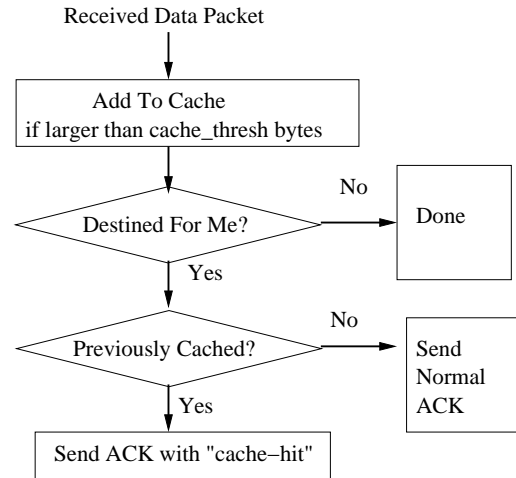 Received Data Packet
Add To Cache
if larger than cache_thresh bytes
No
Destined For Me?
Done
Yes
No
Previously Cached?
Send
Normal
ACK
Yes
Send ACK with "cache−hit"